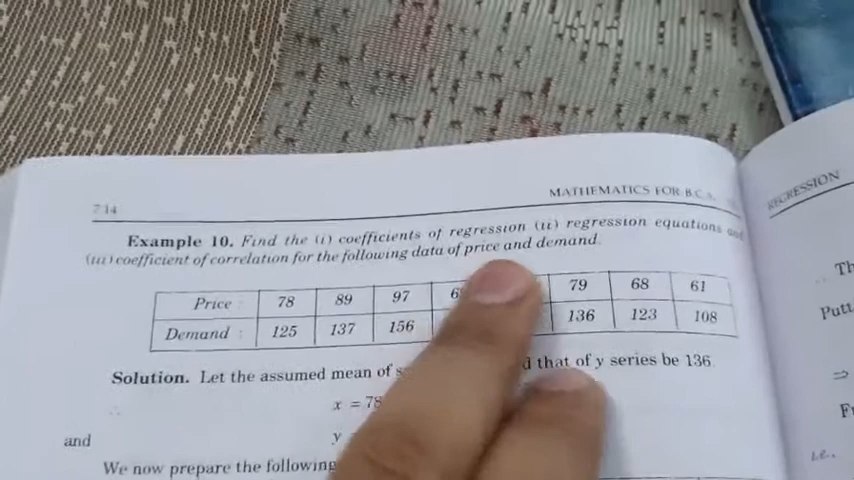 714
MATHEMATICS FOR B.C.A.
REGRESSION
Example 10. Find the (i) coefficients of regression (ii) regression equations and
(iii) coefficient of correlation for the following data of price and demand.
Price : 78 89 97 79 68 61
Demand : 125 137 156 136 123 108
Solution. Let the assumed mean of that of y series be 136.
x = 78
and y
We now prepare the following
Th
Putt
⇒
i.e.,